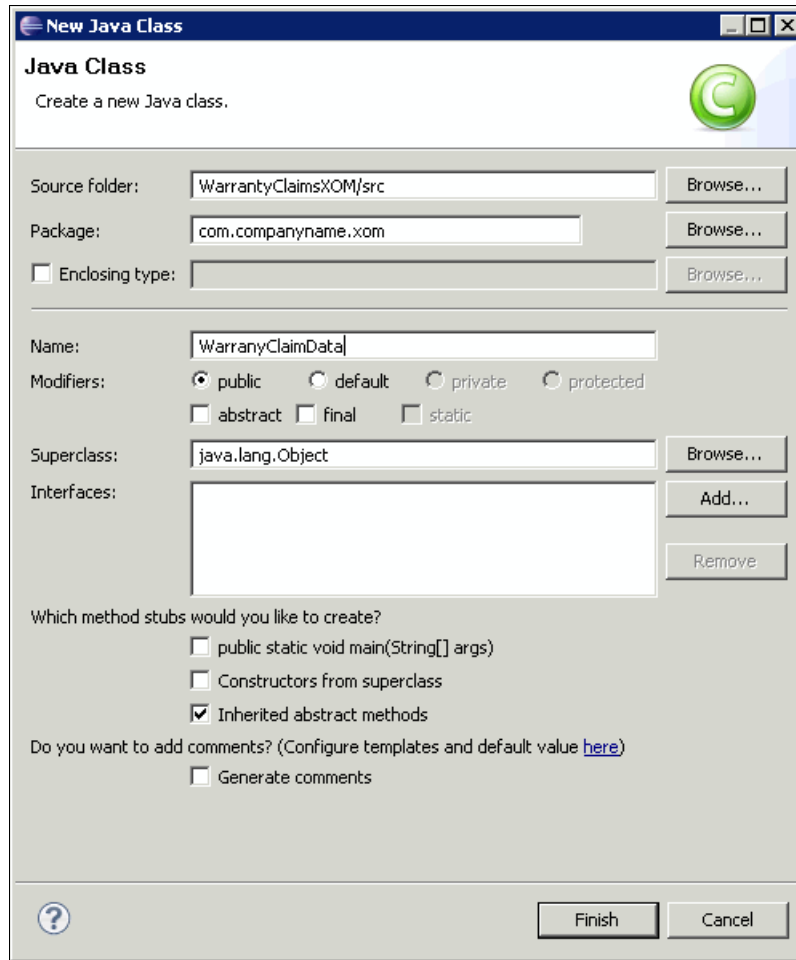 New Java Class
Java Class
Create a new Java class.
C
Source folder: WarrantyClaimsXOM/src Browse...
Package: com.companyname.xom Browse...
Enclosing type: Browse...
Name: WarranyClaimData
Modifiers: public default private protected
abstract final static
Superclass: java.lang.Object Browse...
Interfaces: Add...
Remove
Which method stubs would you like to create?
public static void main(String[] args)
Constructors from superclass
Inherited abstract methods
Do you want to add comments? (Configure templates and default value here)
Generate comments
? Finish Cancel